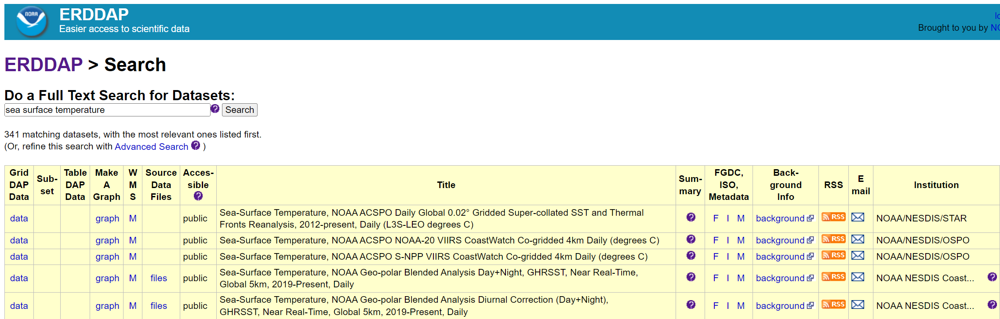 NOAA
ERDDAP
Easier access to scientific data
Brought to you by
ERDDAP > Search
Do a Full Text Search for Datasets:
sea surface temperature ? Search
341 matching datasets, with the most relevant ones listed first.
(Or, refine this search with Advanced Search ? )
Grid DAP Data Sub-set Table DAP Data Make A Graph W M S Source Data Files Acces-sible ? Title Sum-mary FGDC, ISO, Metadata Back-ground Info RSS E mail Institution
data graph M public Sea-Surface Temperature, NOAA ACSPO Daily Global 0.02° Gridded Super-collated SST and Thermal
Fronts Reanalysis, 2012-present, Daily (L3S-LEO degrees C) ? F I M background RSS NOAA/NESDIS/STAR
data graph M public Sea-Surface Temperature, NOAA ACSPO NOAA-20 VIIRS CoastWatch Co-gridded 4km Daily (degrees C) ? F I M background RSS NOAA/NESDIS/OSPO
data graph M public Sea-Surface Temperature, NOAA ACSPO S-NPP VIIRS CoastWatch Co-gridded 4km Daily (degrees C) ? F I M background RSS NOAA/NESDIS/OSPO
data graph M files public Sea-Surface Temperature, NOAA Geo-polar Blended Analysis Day+Night, GHRSST, Near Real-Time,
Global 5km, 2019-Present, Daily ? F I M background RSS NOAA NESDIS Coast... ?
data graph M files public Sea-Surface Temperature, NOAA Geo-polar Blended Analysis Diurnal Correction (Day+Night),
GHRSST, Near Real-Time, Global 5km, 2019-Present, Daily ? F I M background RSS NOAA NESDIS Coast... ?